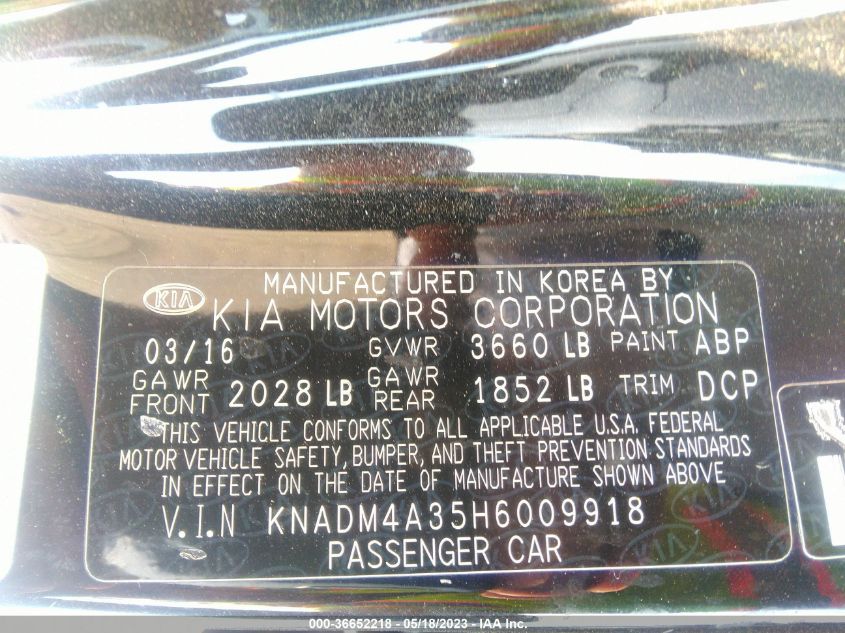 MANUFACTURED IN KOREA BY
KIA KIA MOTORS CORPORATION
03/16 GVWR 3660 LB PAINT ABP
GAWR FRONT 2028 LB GAWR REAR 1852 LB TRIM DCP
THIS VEHICLE CONFORMS TO ALL APPLICABLE U.S.A. FEDERAL
MOTOR VEHICLE SAFETY, BUMPER, AND THEFT PREVENTION STANDARDS
IN EFFECT ON THE DATE OF MANUFACTURE SHOWN ABOVE
V.I.N KNADM4A35H6009918
PASSENGER CAR
000-36652218 - 05/18/2023 - IAA Inc.